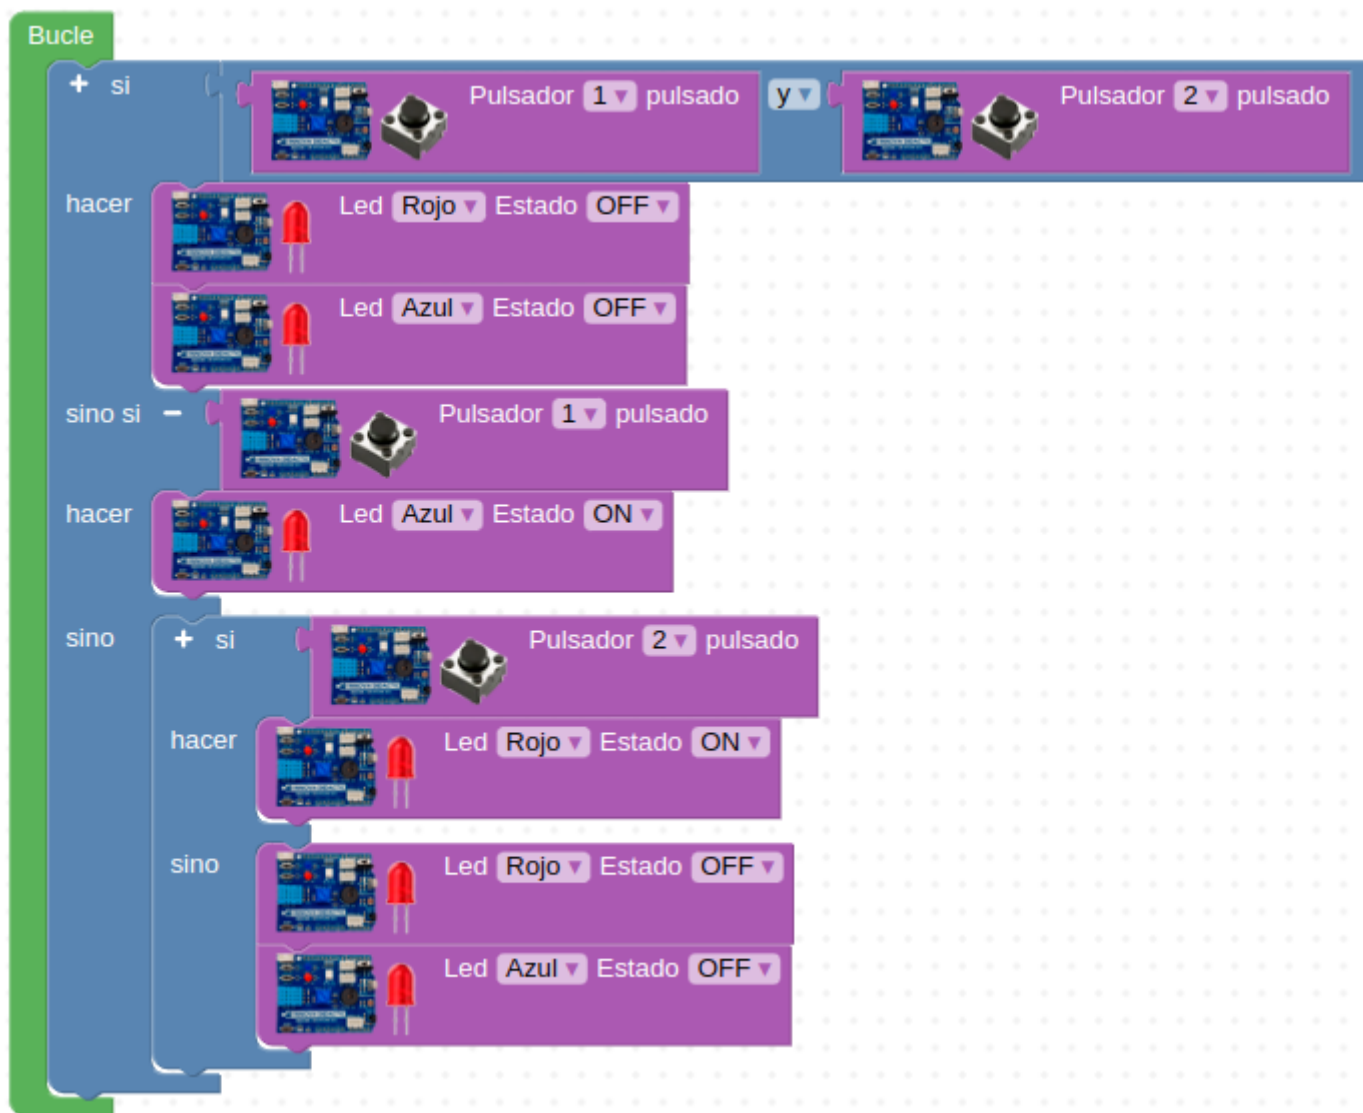 Bucle
si Pulsador 1 pulsado y Pulsador 2 pulsado
hacer Led Rojo Estado OFF
Led Azul Estado OFF
sino si Pulsador 1 pulsado
hacer Led Azul Estado ON
sino si Pulsador 2 pulsado
hacer Led Rojo Estado ON
sino Led Rojo Estado OFF
Led Azul Estado OFF